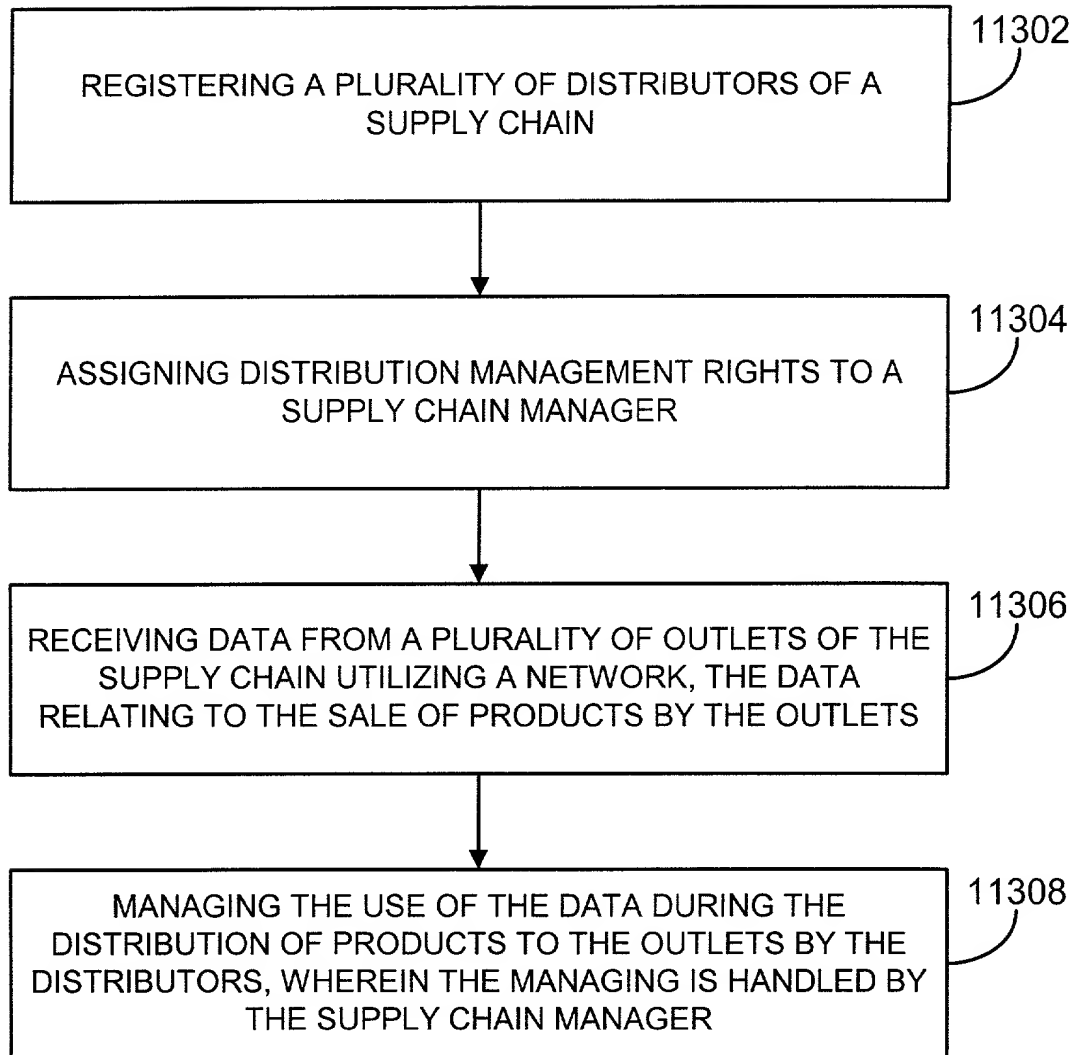 11302
REGISTERING A PLURALITY OF DISTRIBUTORS OF A
SUPPLY CHAIN
11304
ASSIGNING DISTRIBUTION MANAGEMENT RIGHTS TO A
SUPPLY CHAIN MANAGER
11306
RECEIVING DATA FROM A PLURALITY OF OUTLETS OF THE
SUPPLY CHAIN UTILIZING A NETWORK, THE DATA
RELATING TO THE SALE OF PRODUCTS BY THE OUTLETS
11308
MANAGING THE USE OF THE DATA DURING THE
DISTRIBUTION OF PRODUCTS TO THE OUTLETS BY THE
DISTRIBUTORS, WHEREIN THE MANAGING IS HANDLED BY
THE SUPPLY CHAIN MANAGER